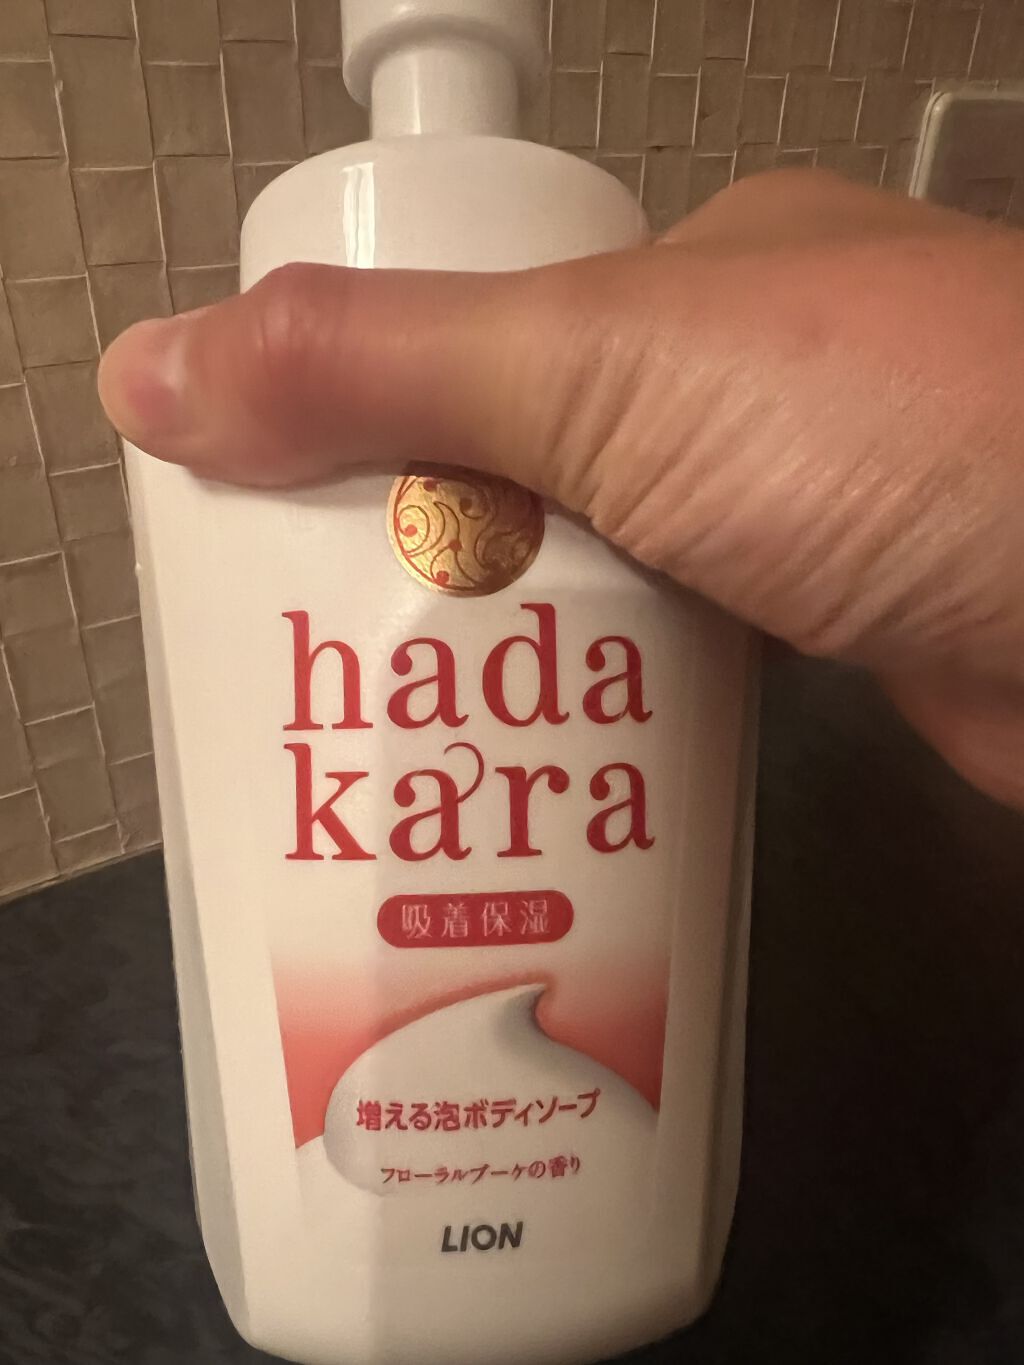 hada
kara
吸着保湿
増える泡ボディソープ
フローラルブーケの香り
LION